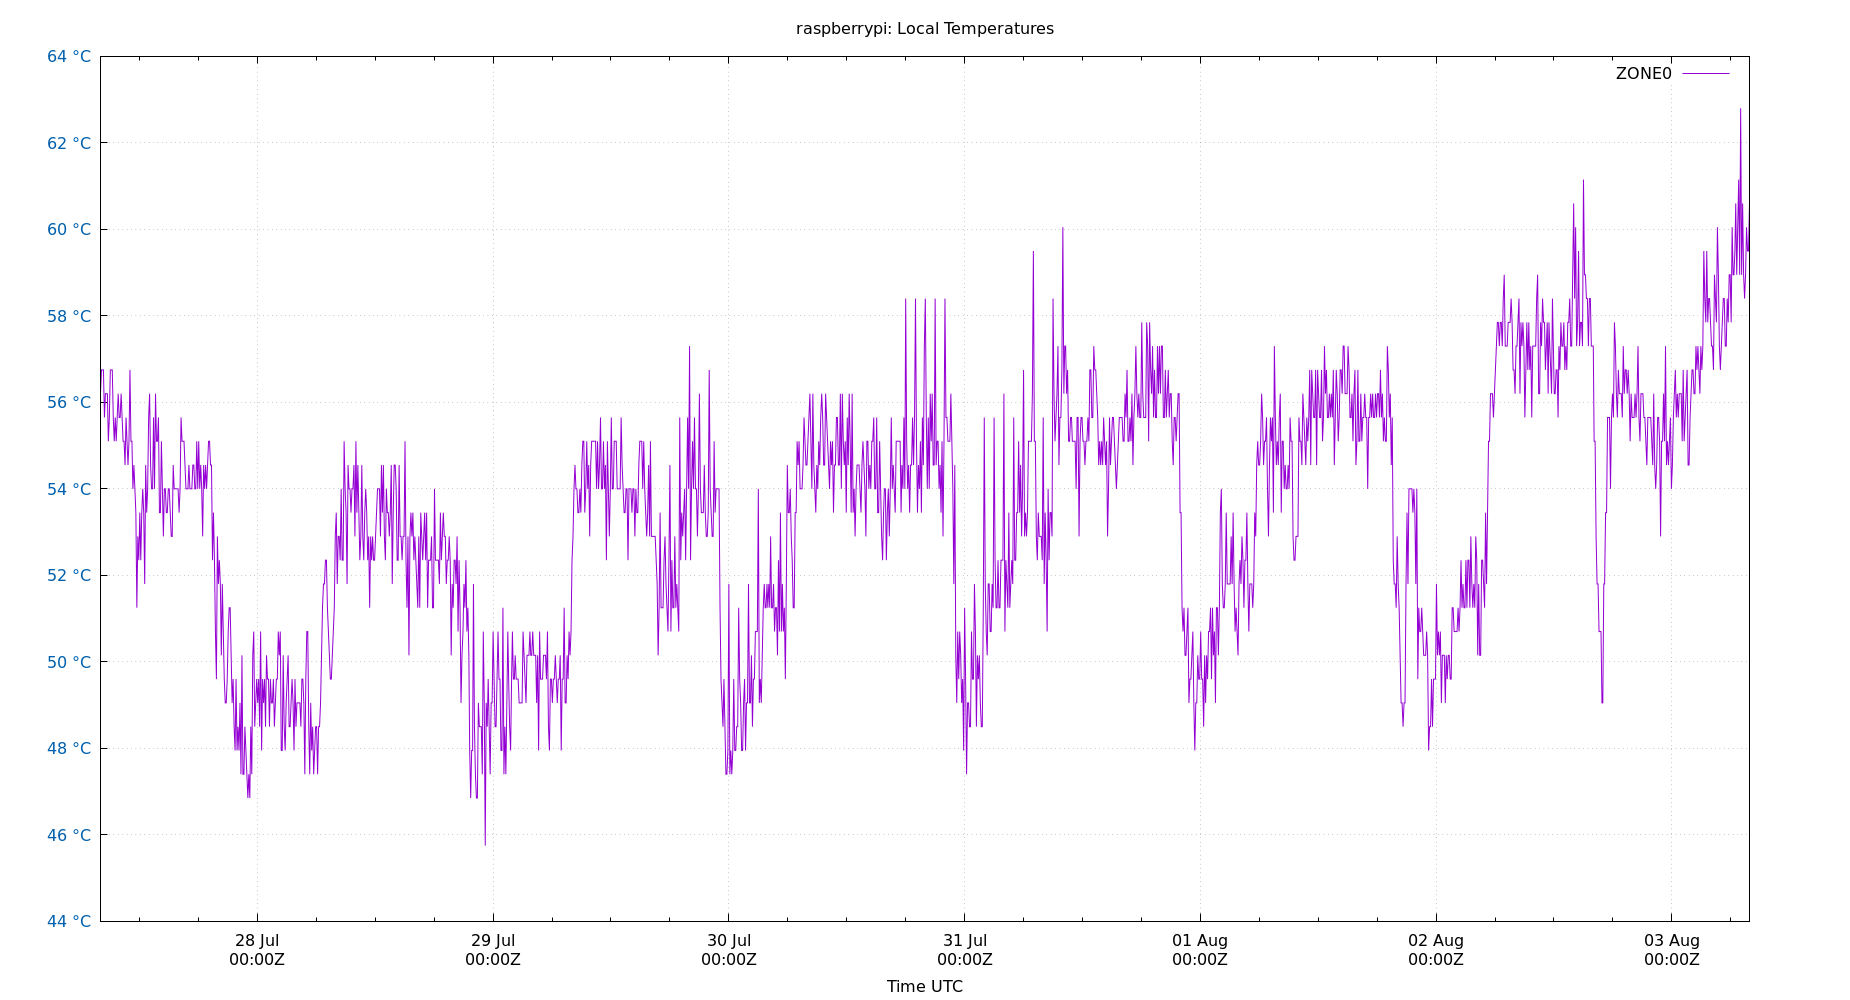 raspberrypi: Local Temperatures
64 °C
ZONE0
62 °C
60 °C
58 °C
56 °C
54 °C
52 °C
50 °C
48 °C
46 °C
44 °C
28 Jul 29 Jul 30 Jul 31 Jul 01 Aug 02 Aug 03 Aug
00:00Z 00:00Z 00:00Z 00:00Z 00:00Z 00:00Z 00:00Z
Time UTC